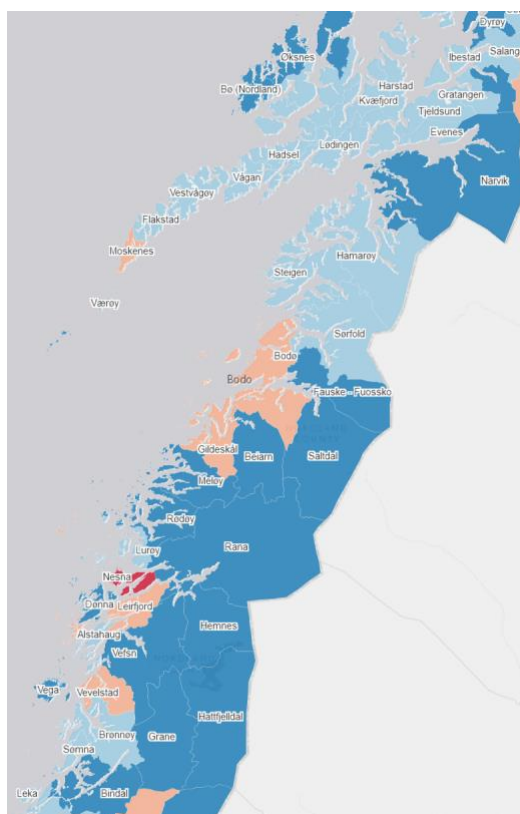 Dyrøy
Øksnes
Ibestad
Salang
Bø (Nordland)
Harstad
Kvæfjord
Gratangen
Tjeldsund
Evenes
Hadsel
Lødingen
Vågan
Narvik
Vestvågøy
Flakstad
Moskenes
Hamarøy
Steigen
Værøy
Sørfold
Bodø
Bodo
Fauske - Fuossko
Gildeskål
Beiarn
Saltdal
Meløy
Rødøy
Lurøy
Rana
Nesna
Dønna
Leirfjord
Hemnes
Alstahaug
Vefsn
Vega
Vevelstad
Hattfjelldal
Brønnøy
Grane
Sømna
Leka
Bindal